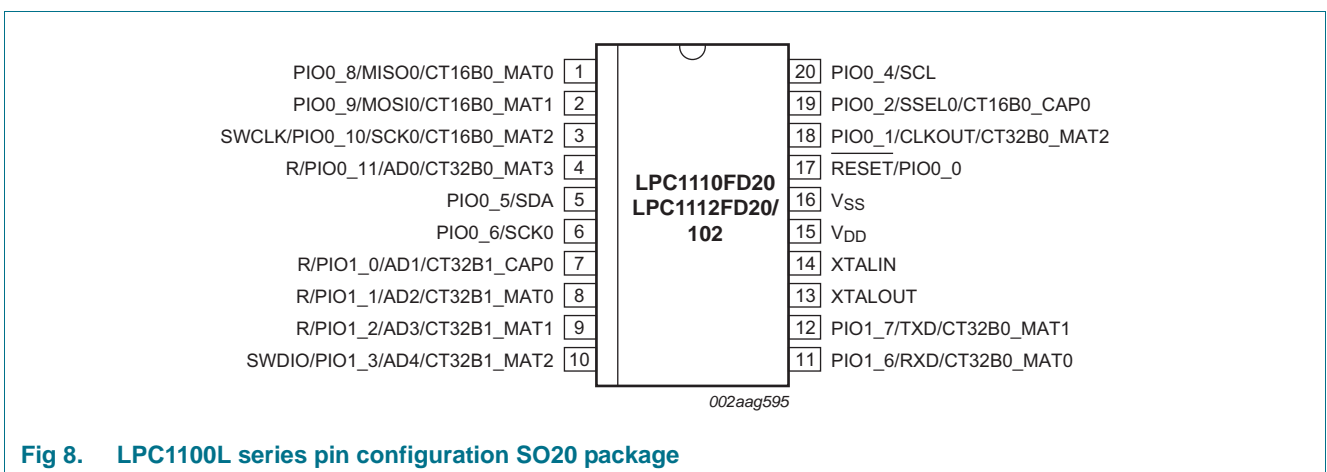 PIO0_8/MISO0/CT16B0_MAT0 1
PIO0_9/MOSI0/CT16B0_MAT1 2
SWCLK/PIO0_10/SCK0/CT16B0_MAT2 3
R/PIO0_11/AD0/CT32B0_MAT3 4
PIO0_5/SDA 5
PIO0_6/SCK0 6
R/PIO1_0/AD1/CT32B1_CAP0 7
R/PIO1_1/AD2/CT32B1_MAT0 8
R/PIO1_2/AD3/CT32B1_MAT1 9
SWDIO/PIO1_3/AD4/CT32B1_MAT2 10
LPC1110FD20
LPC1112FD20/
102
20 PIO0_4/SCL
19 PIO0_2/SSEL0/CT16B0_CAP0
18 PIO0_1/CLKOUT/CT32B0_MAT2
17 RESET/PIO0_0
16 VSS
15 VDD
14 XTALIN
13 XTALOUT
12 PIO1_7/TXD/CT32B0_MAT1
11 PIO1_6/RXD/CT32B0_MAT0
002aag595
Fig 8. LPC1100L series pin configuration SO20 package